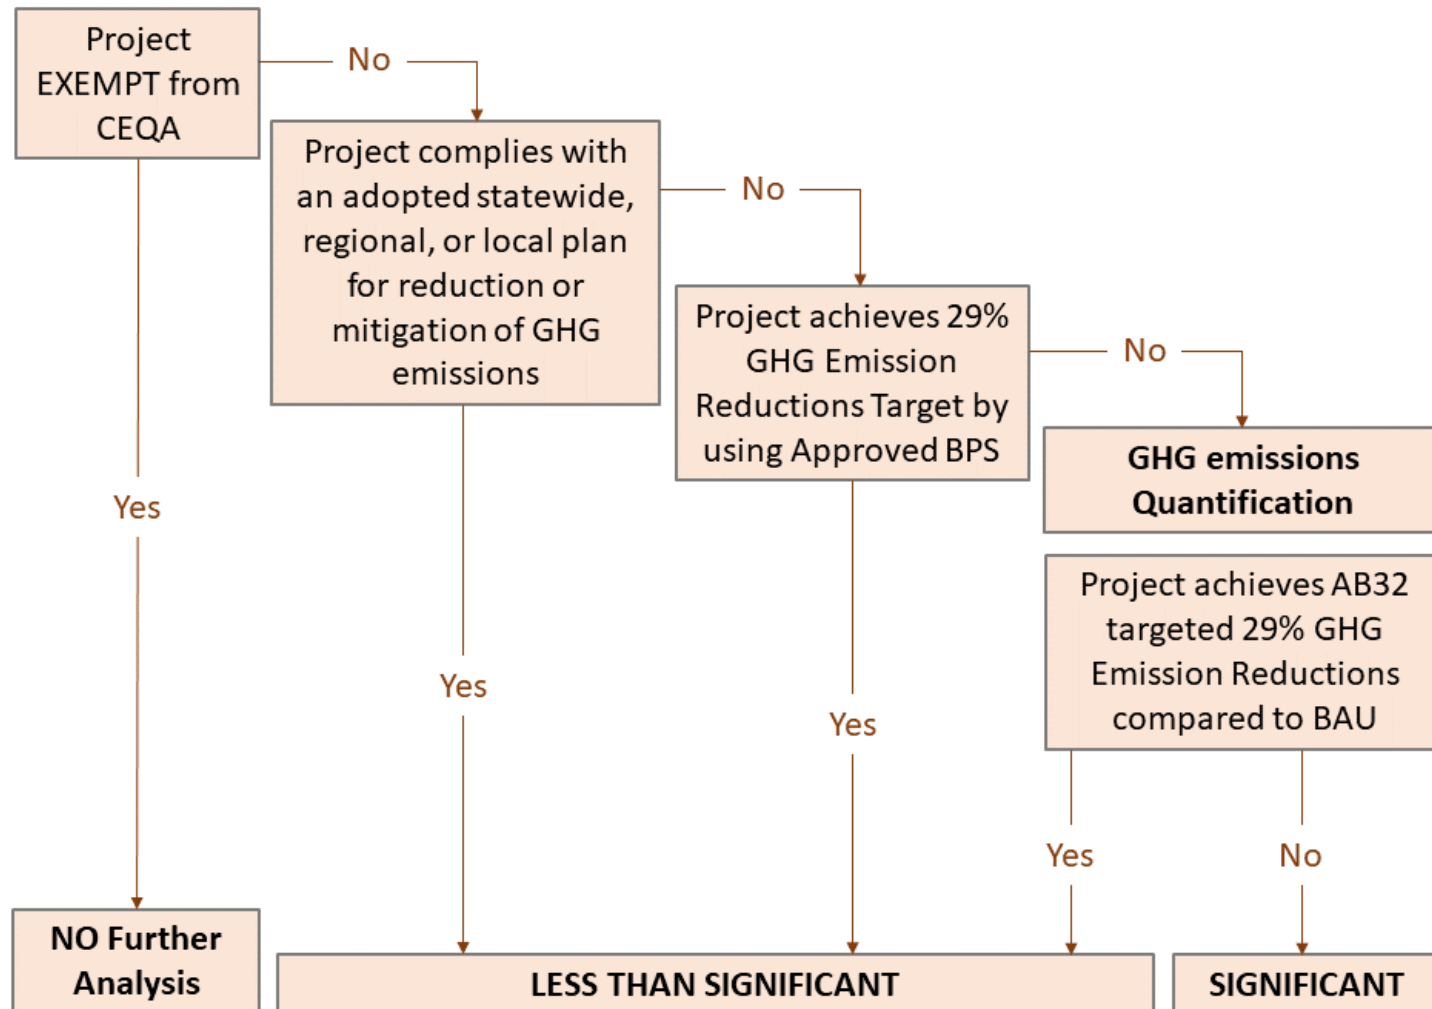 Project
EXEMPT from
CEQA
No
Project complies with
an adopted statewide,
regional, or local plan
for reduction or
mitigation of GHG
emissions
No
Project achieves 29%
GHG Emission
Reductions Target by
using Approved BPS
No
GHG emissions
Quantification
Project achieves AB32
targeted 29% GHG
Emission Reductions
compared to BAU
Yes
Yes
Yes
Yes
No
NO Further
Analysis
LESS THAN SIGNIFICANT
SIGNIFICANT